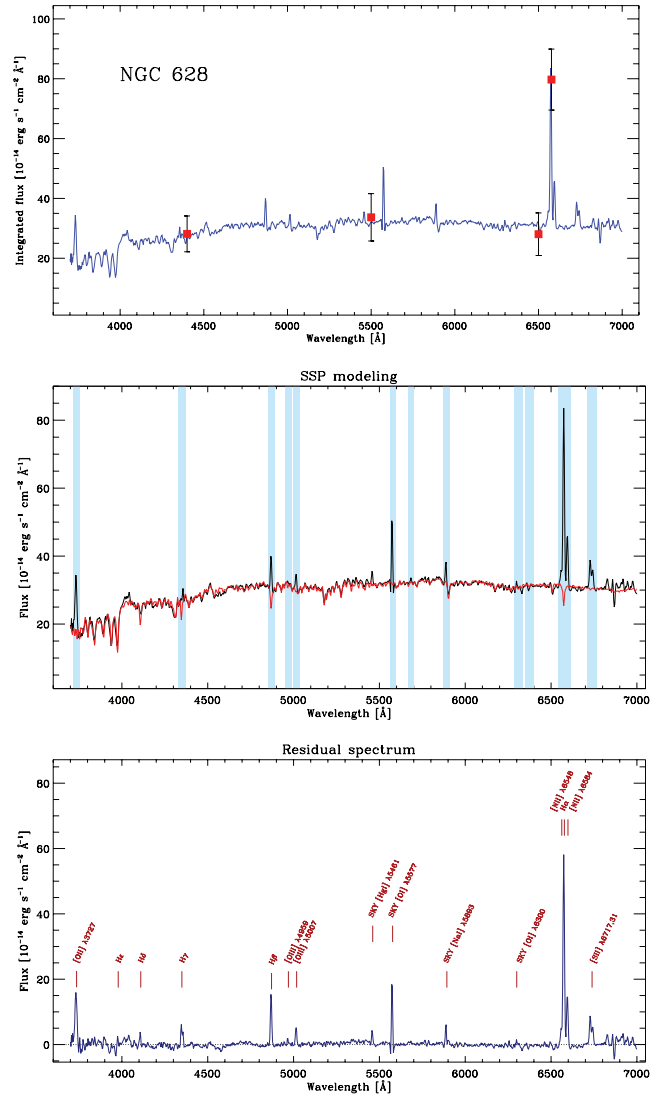 NGC 628
Integrated flux [10⁻¹⁴ erg s⁻¹ cm⁻² Å⁻¹]
100
80
60
40
20
4000 4500 5000 5500 6000 6500 7000
Wavelength [Å]
SSP modeling
Flux [10⁻¹⁴ erg s⁻¹ cm⁻² Å⁻¹]
80
60
40
20
4000 4500 5000 5500 6000 6500 7000
Wavelength [Å]
Residual spectrum
Flux [10⁻¹⁴ erg s⁻¹ cm⁻² Å⁻¹]
80
60
40
20
0
[OII] λ3727
Hε
Hδ
Hγ
Hβ
[OIII] λ4959
[OIII] λ5007
SKY [HgI] λ5461
SKY [OI] λ5577
SKY [NaI] λ5893
SKY [OI] λ6300
[NII] λ6548
Hα
[NII] λ6584
[SII] λ6717,31
4000 4500 5000 5500 6000 6500 7000
Wavelength [Å]